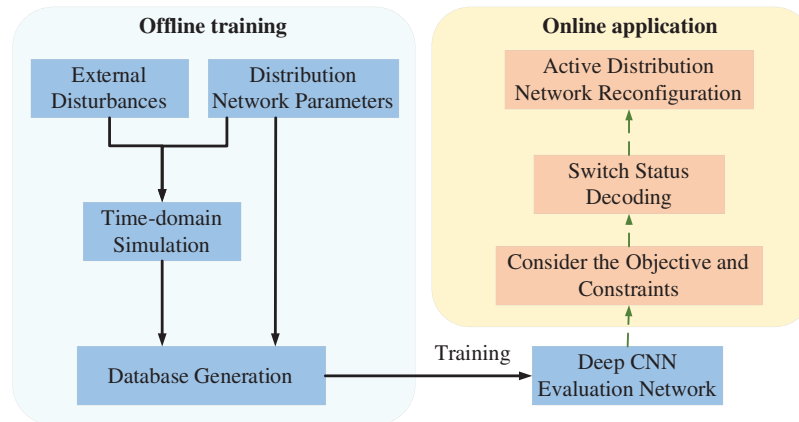 Offline training
External
Disturbances
Distribution
Network Parameters
Time-domain
Simulation
Database Generation
Training
Online application
Active Distribution
Network Reconfiguration
Switch Status
Decoding
Consider the Objective and
Constraints
Deep CNN
Evaluation Network